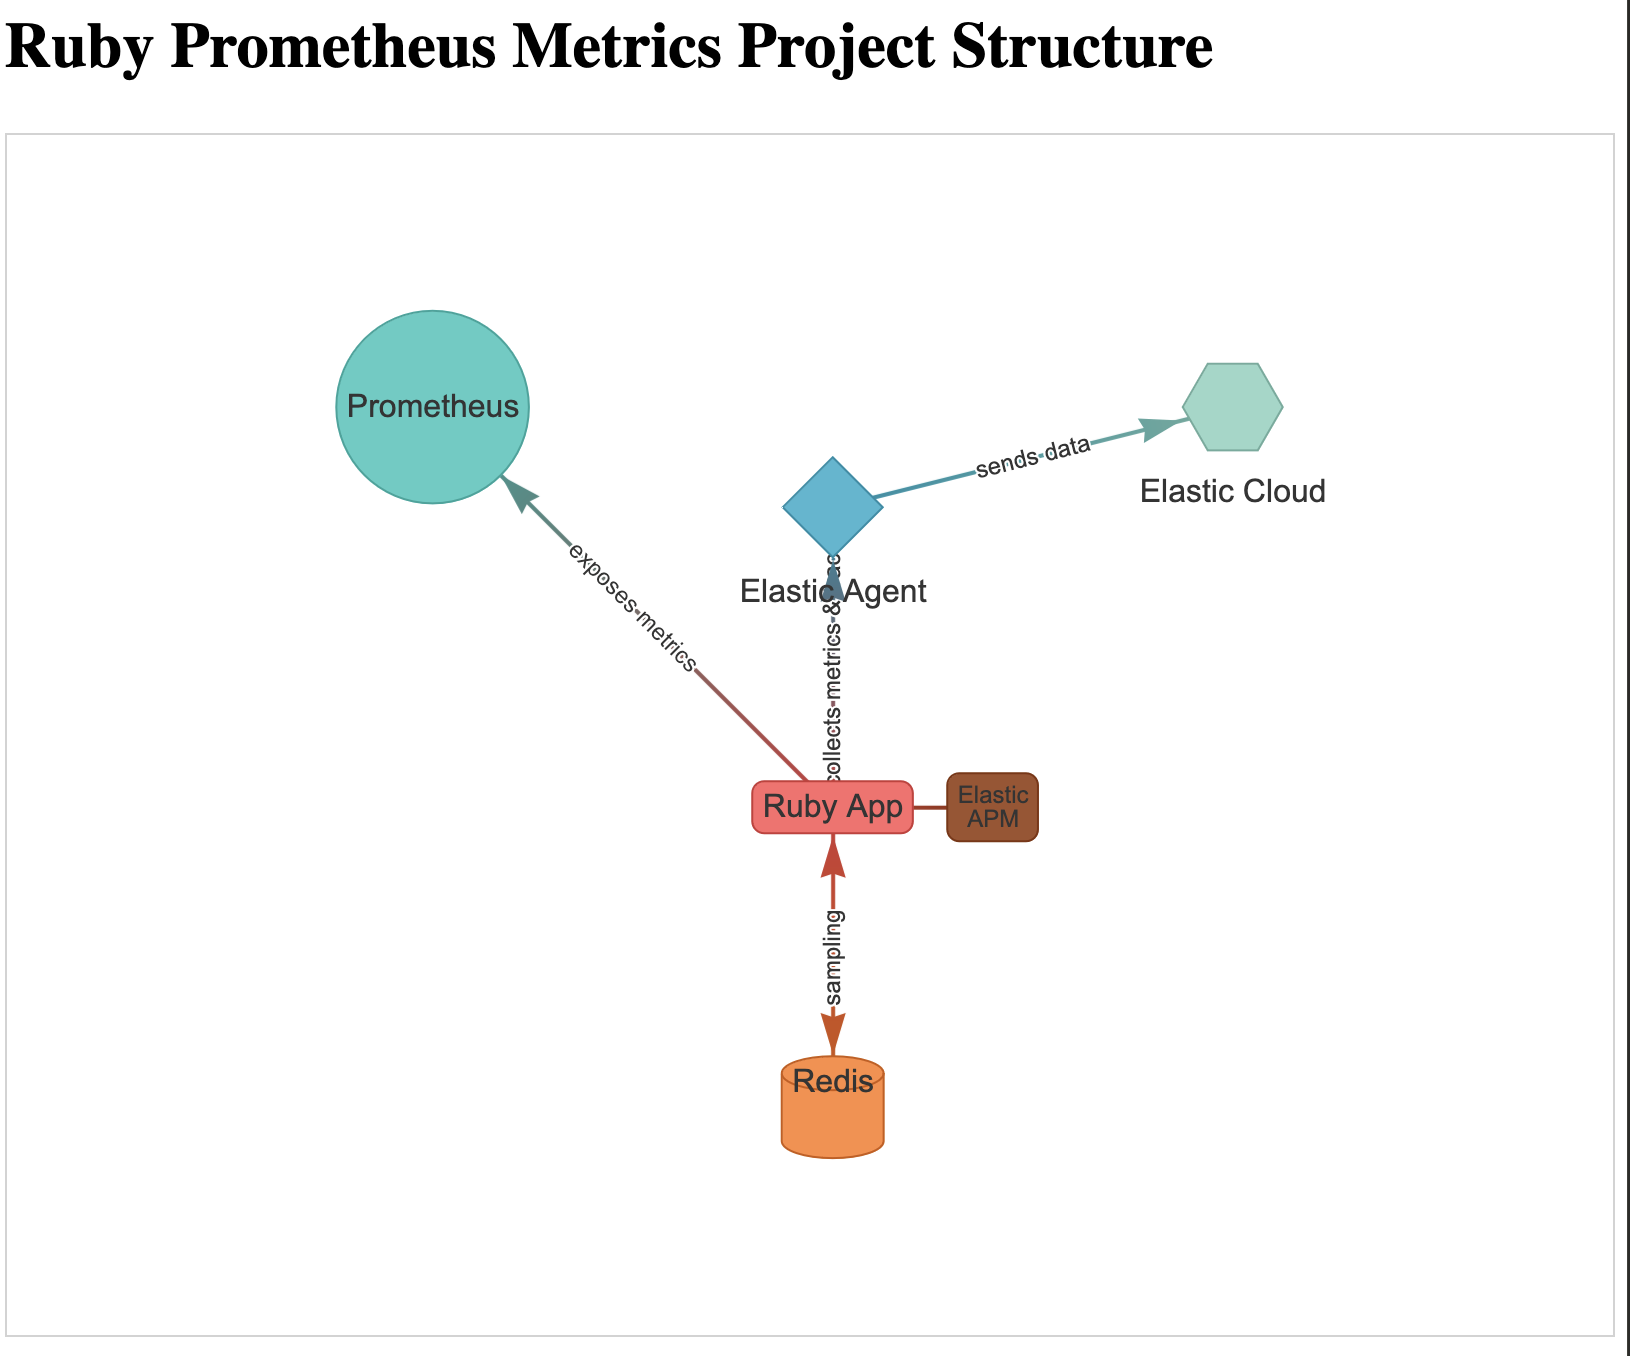 Ruby Prometheus Metrics Project Structure
Prometheus
sends data
Elastic Cloud
Elastic Agent
exposes metrics
collects metrics &
Ruby App
Elastic
APM
sampling
Redis